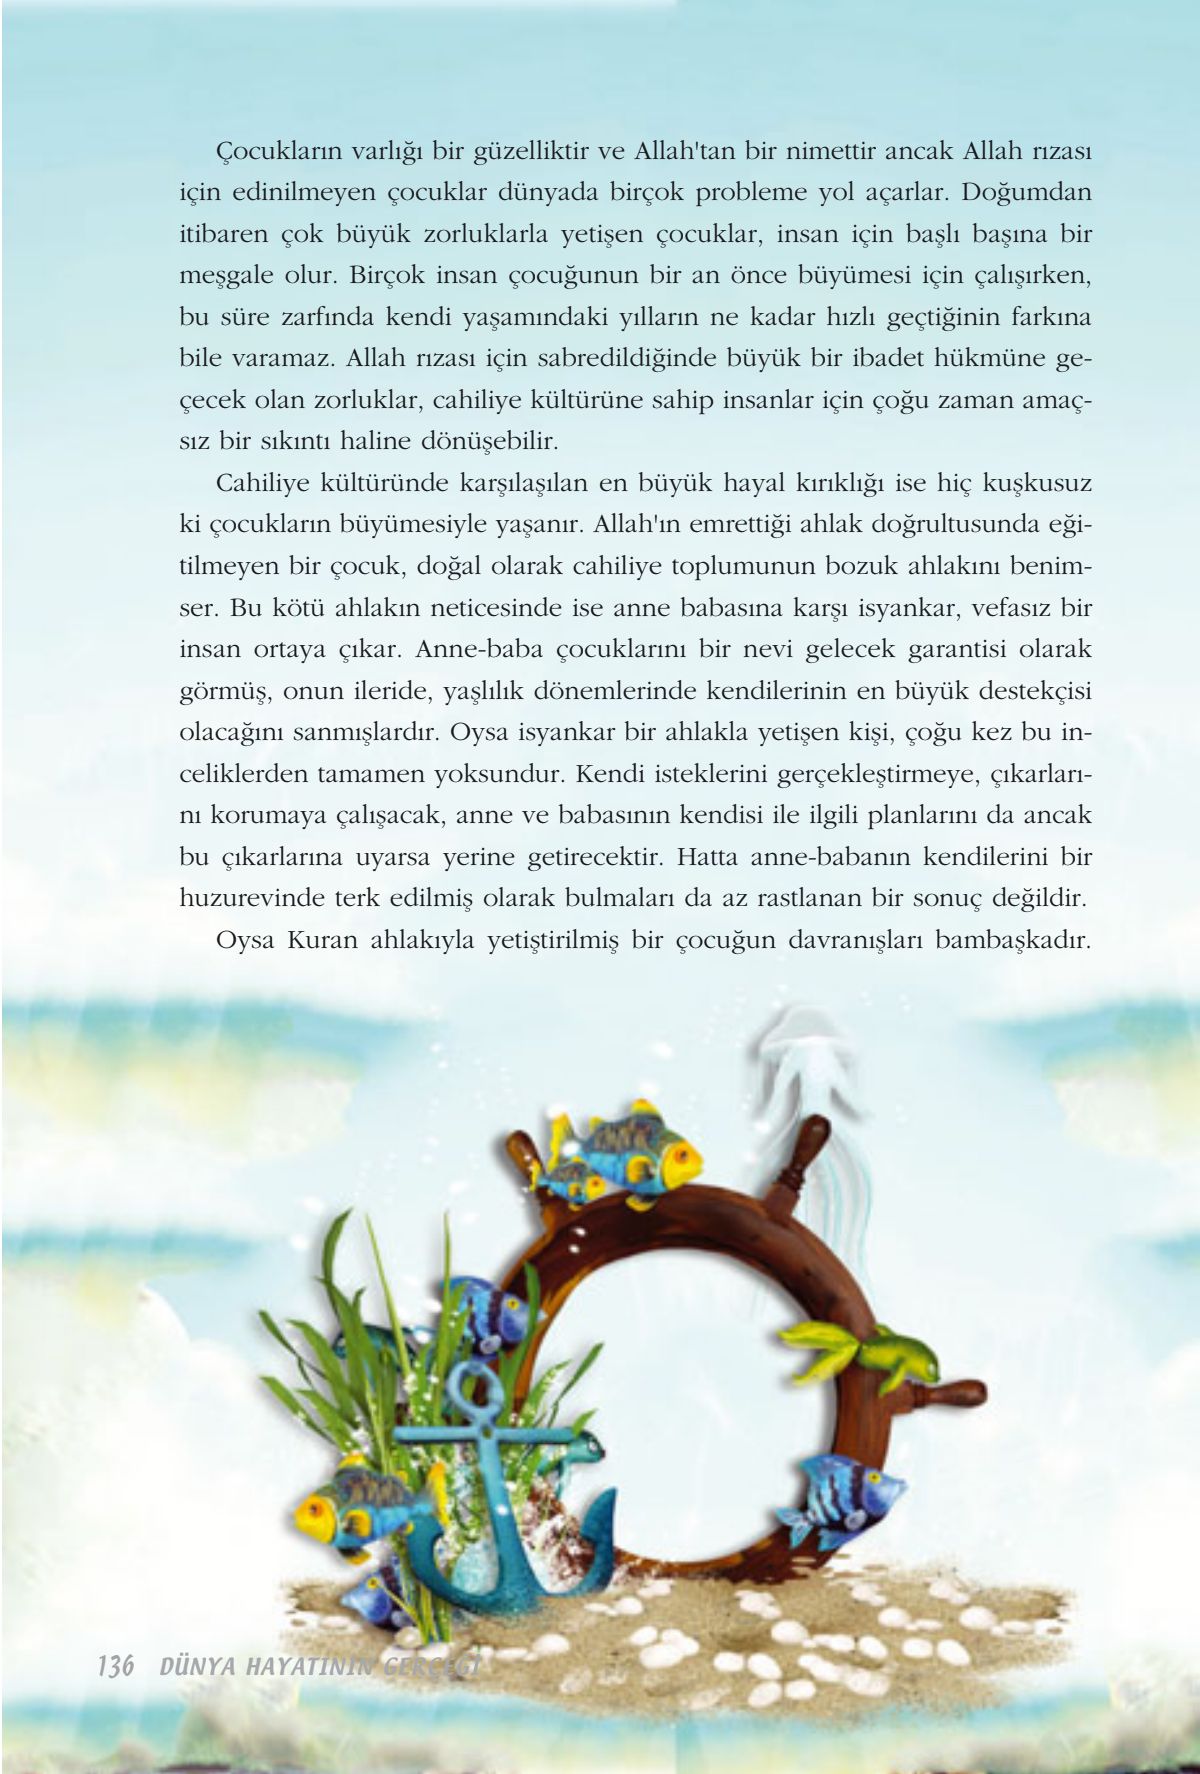 Çocukların varlığı bir güzelliktir ve Allah'tan bir nimettir ancak Allah rızası
için edinilmeyen çocuklar dünyada birçok probleme yol açarlar. Doğumdan
itibaren çok büyük zorluklarla yetişen çocuklar, insan için başlı başına bir
meşgale olur. Birçok insan çocuğunun bir an önce büyümesi için çalışırken,
bu süre zarfında kendi yaşamındaki yılların ne kadar hızlı geçtiğinin farkına
bile varamaz. Allah rızası için sabredildiğinde büyük bir ibadet hükmüne ge-
çecek olan zorluklar, cahiliye kültürüne sahip insanlar için çoğu zaman amaç-
sız bir sıkıntı haline dönüşebilir.
Cahiliye kültüründe karşılaşılan en büyük hayal kırıklığı ise hiç kuşkusuz
ki çocukların büyümesiyle yaşanır. Allah'ın emrettiği ahlak doğrultusunda eği-
tilmeyen bir çocuk, doğal olarak cahiliye toplumunun bozuk ahlakını benim-
ser. Bu kötü ahlakın neticesinde ise anne babasına karşı isyankar, vefasız bir
insan ortaya çıkar. Anne-baba çocuklarını bir nevi gelecek garantisi olarak
görmüş, onun ileride, yaşlılık dönemlerinde kendilerinin en büyük destekçisi
olacağını sanmışlardır. Oysa isyankar bir ahlakla yetişen kişi, çoğu kez bu in-
celiklerden tamamen yoksundur. Kendi isteklerini gerçekleştirmeye, çıkarları-
nı korumaya çalışacak, anne ve babasının kendisi ile ilgili planlarını da ancak
bu çıkarlarına uyarsa yerine getirecektir. Hatta anne-babanın kendilerini bir
huzurevinde terk edilmiş olarak bulmaları da az rastlanan bir sonuç değildir.
Oysa Kuran ahlakıyla yetiştirilmiş bir çocuğun davranışları bambaşkadır.
136 DÜNYA HAYATININ GERÇEĞİ